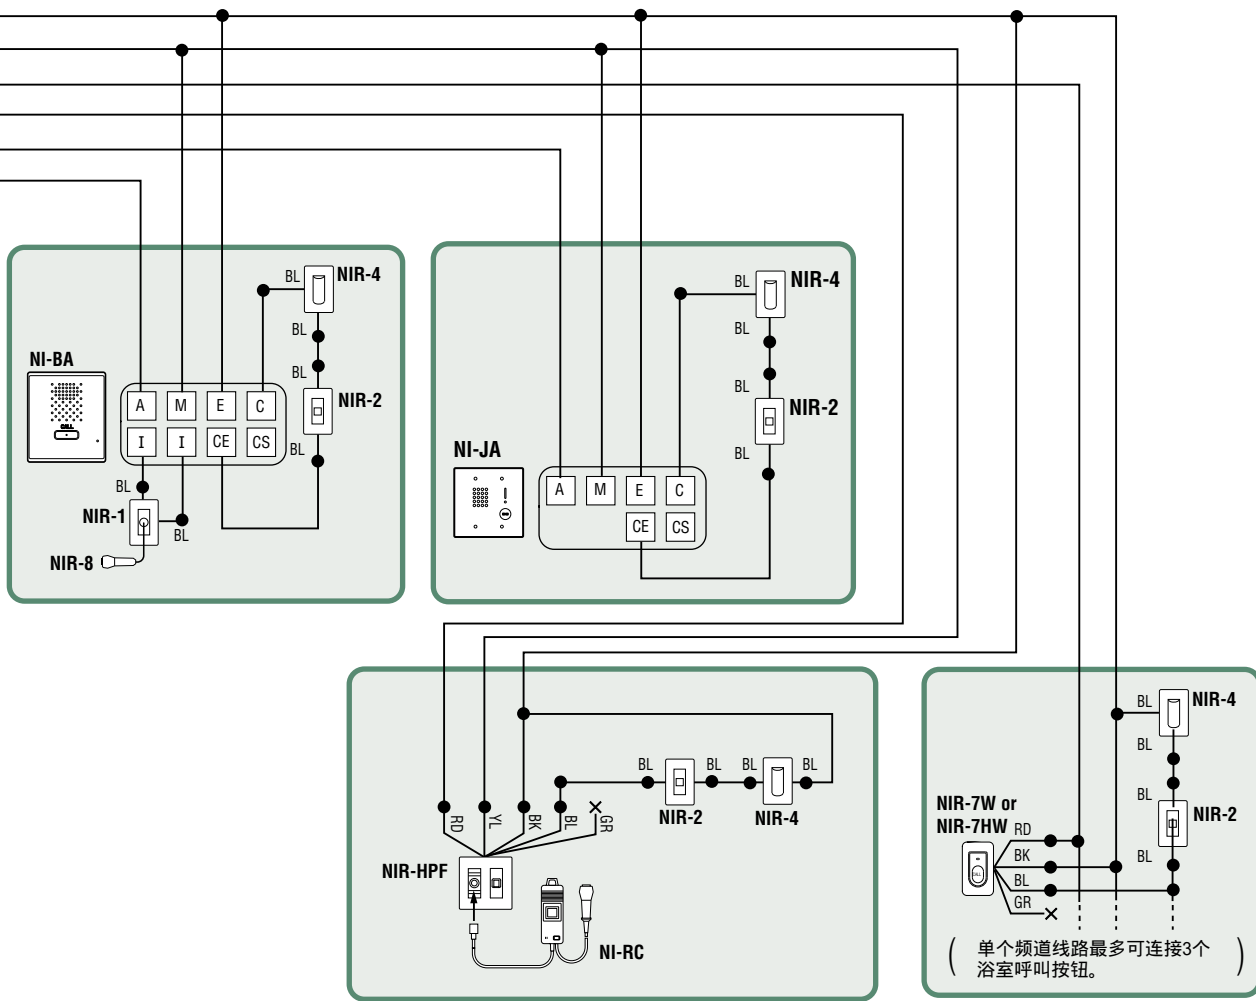 BL
NIR-4
BL
NI-BA
BL
NIR-2
CALL
A M E C
I I CE CS
BL
BL
NIR-1
BL
NIR-8
BL
NIR-4
BL
BL
NIR-2
BL
NI-JA
A M E C
CE CS
BL BL BL BL
NIR-2 NIR-4
RD YL BK BL GR
NIR-HPF
NI-RC
BL
NIR-4
BL
BL
NIR-2
BL
NIR-7W or
NIR-7HW
CALL
RD
BK
BL
GR
(单个频道线路最多可连接3个
浴室呼叫按钮。)